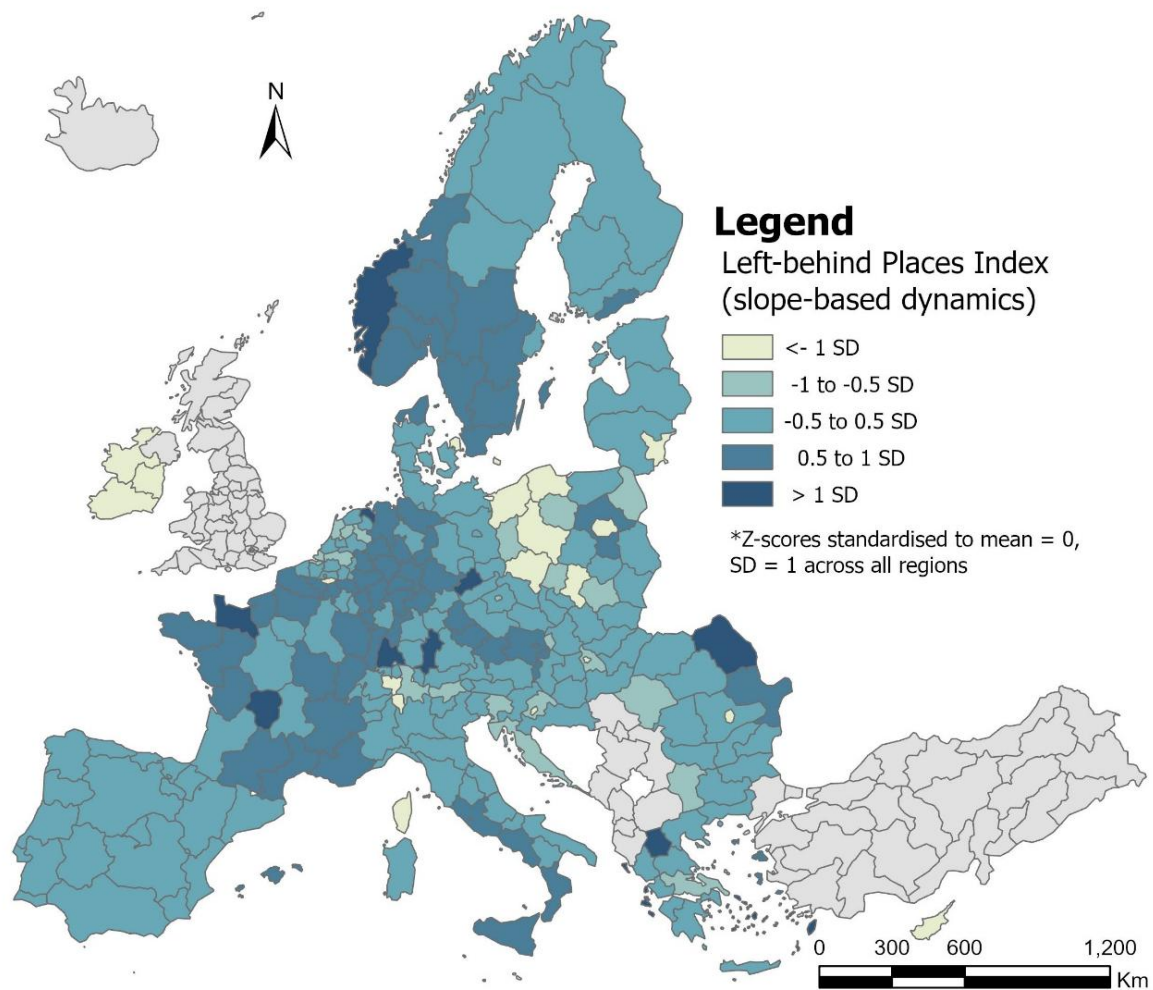 N
Legend
Left-behind Places Index
(slope-based dynamics)
<- 1 SD
-1 to -0.5 SD
-0.5 to 0.5 SD
0.5 to 1 SD
> 1 SD
*Z-scores standardised to mean = 0,
SD = 1 across all regions
0 300 600 1,200
Km